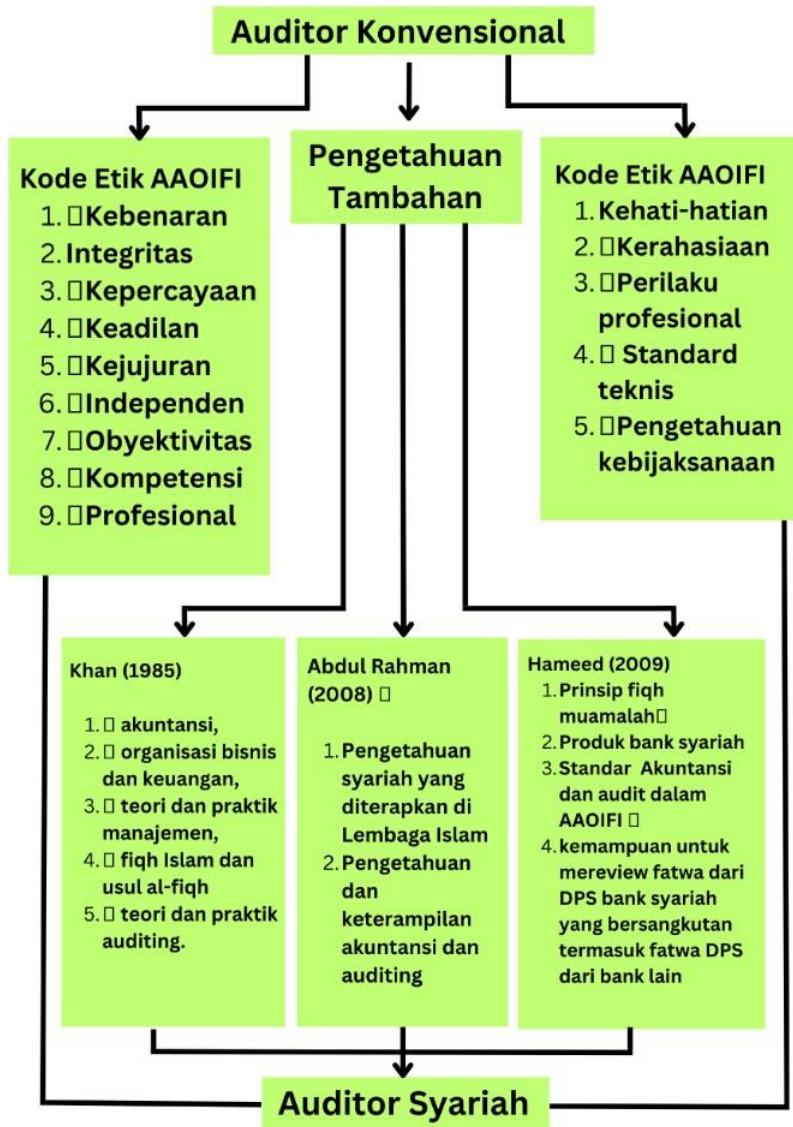 Auditor Konvensional
Kode Etik AAOIFI
1. □Kebenaran
2. Integritas
3. □Kepercayaan
4. □Keadilan
5. □Kejujuran
6. □Independen
7. □Obyektivitas
8. □Kompetensi
9. □Profesional
Pengetahuan
Tambahan
Kode Etik AAOIFI
1. Kehati-hatian
2. □Kerahasiaan
3. □Perilaku
profesional
4. □ Standard
teknis
5. □Pengetahuan
kebijaksanaan
Khan (1985)
1. □ akuntansi,
2. □ organisasi bisnis
dan keuangan,
3. □ teori dan praktik
manajemen,
4. □ fiqh Islam dan
usul al-fiqh
5. □ teori dan praktik
auditing.
Abdul Rahman
(2008) □
1. Pengetahuan
syariah yang
diterapkan di
Lembaga Islam
2. Pengetahuan
dan
keterampilan
akuntansi dan
auditing
Hameed (2009)
1. Prinsip fiqh
muamalah□
2. Produk bank syariah
3. Standar Akuntansi
dan audit dalam
AAOIFI □
4. kemampuan untuk
mereview fatwa dari
DPS bank syariah
yang bersangkutan
termasuk fatwa DPS
dari bank lain
Auditor Syariah